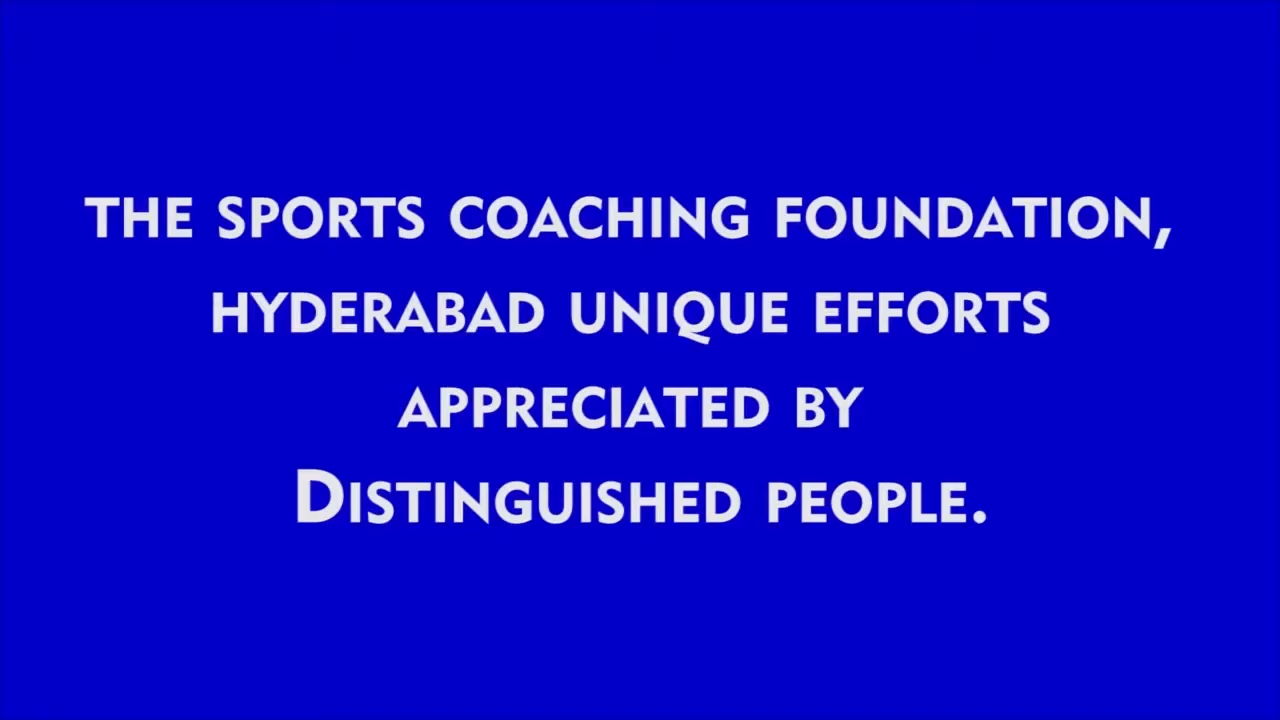 THE SPORTS COACHING FOUNDATION,
HYDERABAD UNIQUE EFFORTS
APPRECIATED BY
DISTINGUISHED PEOPLE.